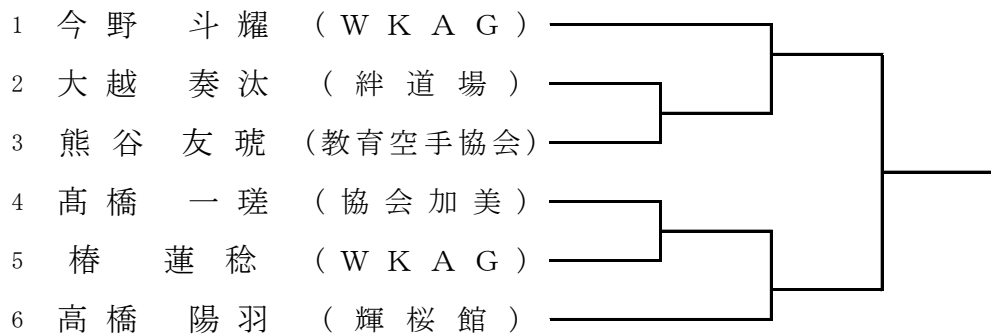 1 今野 斗耀 (WKAG)
2 大越 奏汰 (絆道場)
3 熊谷 友琥 (教育空手協会)
4 髙橋 一瑳 (協会加美)
5 椿 蓮稔 (WKAG)
6 高橋 陽羽 (輝桜館)